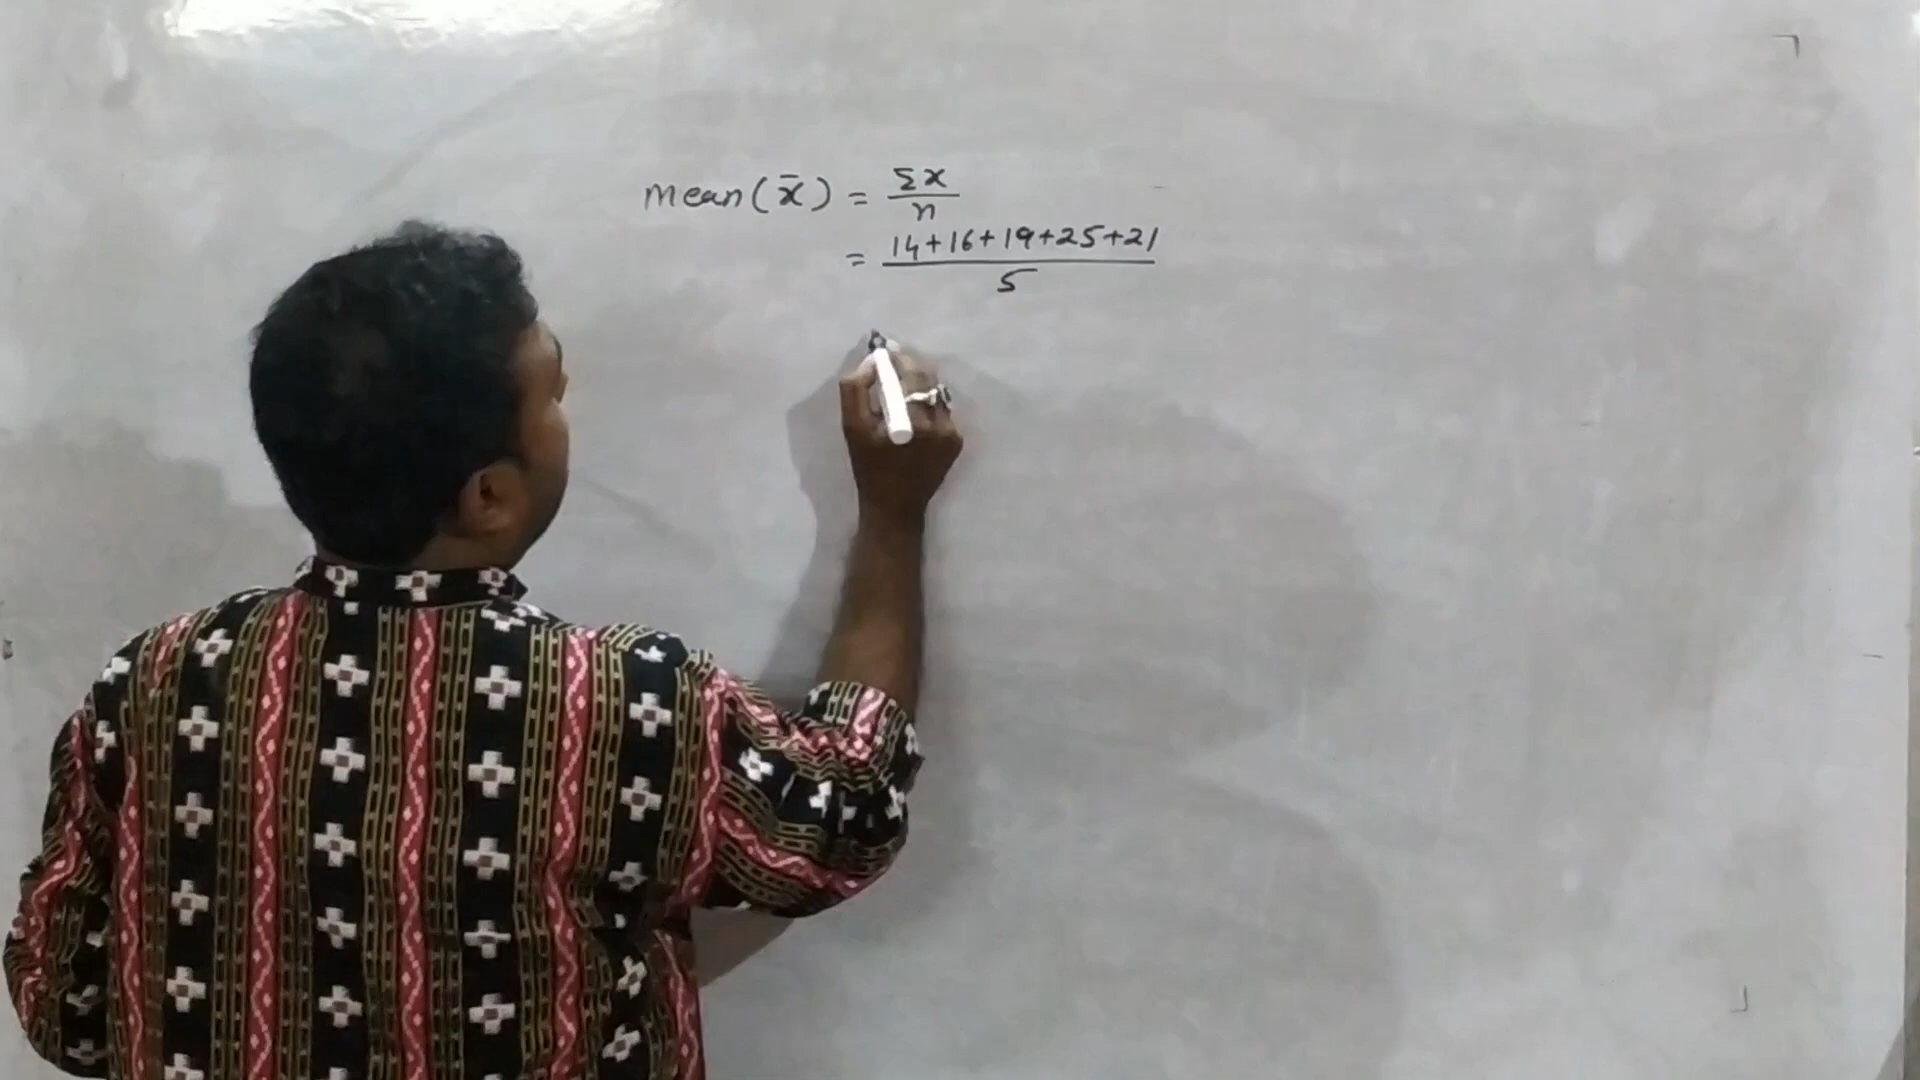 mean(x̄) = Σx/n
= 14+16+19+25+21/5